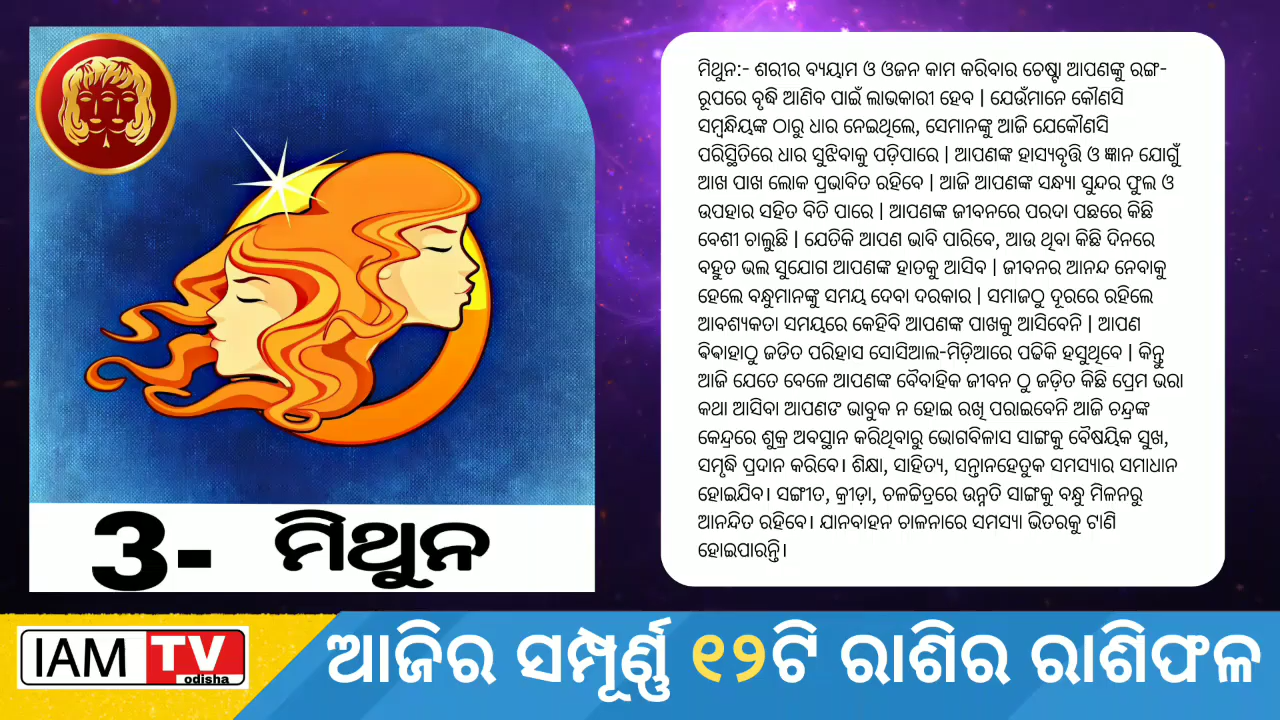 ମିଥୁନ:- ଶରୀର ବ୍ୟୟାମ ଓ ଓଜନ କାମ କରିବାର ଚେଷ୍ଟା ଆପଣଙ୍କୁ ରଙ୍ଗ-
ରୂପରେ ବୃଦ୍ଧି ଆଣିବ ପାଇଁ ଲାଭକାରୀ ହେବ | ଯେଉଁମାନେ କୌଣସି
ସମ୍ବନ୍ଧିୟଙ୍କ ଠାରୁ ଧାର ନେଇଥିଲେ, ସେମାନଙ୍କୁ ଆଜି ଯେକୌଣସି
ପରିସ୍ଥିତିରେ ଧାର ସୁଝିବାକୁ ପଡ଼ିପାରେ | ଆପଣଙ୍କ ହାସ୍ୟବୃତ୍ତି ଓ ଜ୍ଞାନ ଯୋଗୁଁ
ଆଖ ପାଖ ଲୋକ ପ୍ରଭାବିତ ରହିବେ | ଆଜି ଆପଣଙ୍କ ସନ୍ଧ୍ୟା ସୁନ୍ଦର ଫୁଲ ଓ
ଉପହାର ସହିତ ବିତି ପାରେ | ଆପଣଙ୍କ ଜୀବନରେ ପରଦା ପଛରେ କିଛି
ବେଶୀ ଚାଲୁଛି | ଯେତିକି ଆପଣ ଭାବି ପାରିବେ, ଆଉ ଥିବା କିଛି ଦିନରେ
ବହୁତ ଭଲ ସୁଯୋଗ ଆପଣଙ୍କ ହାତକୁ ଆସିବ | ଜୀବନର ଆନନ୍ଦ ନେବାକୁ
ହେଲେ ବନ୍ଧୁମାନଙ୍କୁ ସମୟ ଦେବା ଦରକାର | ସମାଜଠୁ ଦୂରରେ ରହିଲେ
ଆବଶ୍ୟକତା ସମୟରେ କେହିବି ଆପଣଙ୍କ ପାଖକୁ ଆସିବେନି | ଆପଣ
ଵିଵାହାଠୁ ଜଡିତ ପରିହାସ ସୋସିଆଲ-ମିଡ଼ିଆରେ ପଢିକି ହସୁଥିବେ | କିନ୍ତୁ
ଆଜି ଯେତେ ବେଳେ ଆପଣଙ୍କ ବୈବାହିକ ଜୀବନ ଠୁ ଜଡ଼ିତ କିଛି ପ୍ରେମ ଭରା
କଥା ଆସିବା ଆପଣଙ ଭାବୁକ ନ ହୋଇ ରଖି ପରାଇବେନି ଆଜି ଚନ୍ଦ୍ରଙ୍କ
କେନ୍ଦ୍ରରେ ଶୁକ୍ର ଅବସ୍ଥାନ କରିଥିବାରୁ ଭୋଗବିଳାସ ସାଙ୍ଗକୁ ବୈଷୟିକ ସୁଖ,
ସମୃଦ୍ଧି ପ୍ରଦାନ କରିବେ। ଶିକ୍ଷା, ସାହିତ୍ୟ, ସନ୍ତାନହେତୁକ ସମସ୍ୟାର ସମାଧାନ
ହୋଇଯିବ। ସଙ୍ଗୀତ, କ୍ରୀଡ଼ା, ଚଳଚ୍ଚିତ୍ରରେ ଉନ୍ନତି ସାଙ୍ଗକୁ ବନ୍ଧୁ ମିଳନରୁ
ଆନନ୍ଦିତ ରହିବେ। ଯାନବାହନ ଚାଳନାରେ ସମସ୍ୟା ଭିତରକୁ ଟାଣି
ହୋଇପାରନ୍ତି।
3- ମିଥୁନ
IAM TV
odisha
ଆଜିର ସମ୍ପୂର୍ଣ୍ଣ ୧୨ଟି ରାଶିର ରାଶିଫଳ